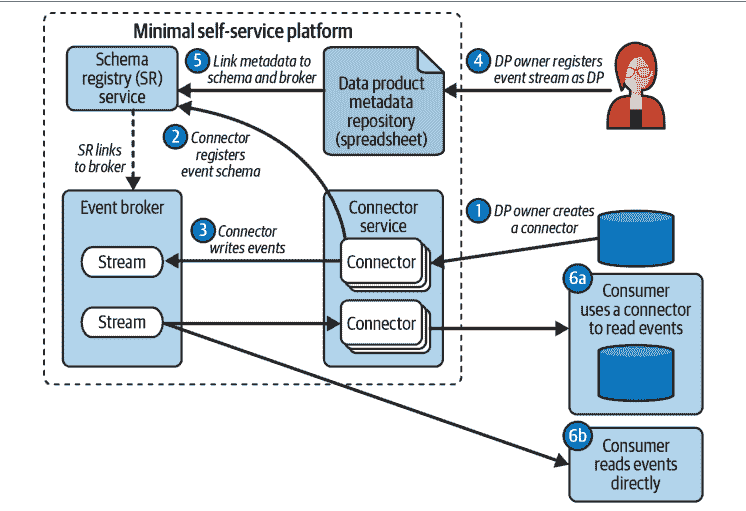 Minimal self-service platform
Schema
registry (SR)
service
5
Link metadata to
schema and broker
Data product
metadata
repository
(spreadsheet)
4
DP owner registers
event stream as DP
2
Connector
registers
event schema
SR links
to broker
Event broker
Stream
Stream
3
Connector
writes events
Connector
service
Connector
Connector
1
DP owner creates
a connector
6a
Consumer
uses a connector
to read events
6b
Consumer
reads events
directly